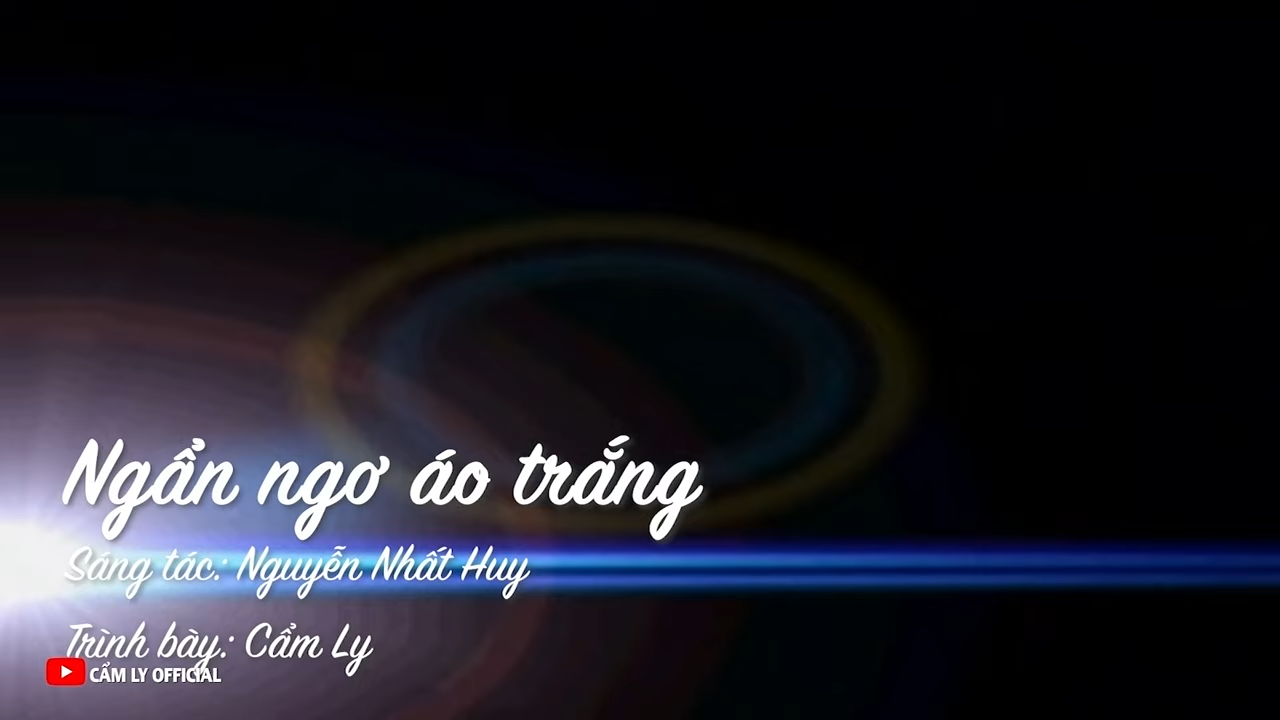 Ngẩn ngơ áo trắng
Sáng tác: Nguyễn Nhất Huy
Trình bày: Cẩm Ly
CẨM LY OFFICIAL